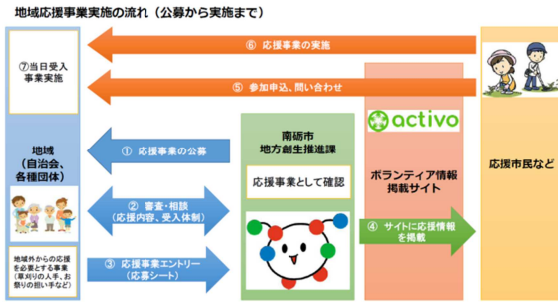 地域応援事業実施の流れ（公募から実施まで）
⑦当日受入
事業実施
⑥ 応援事業の実施
⑤ 参加申込、問い合わせ
地域
（自治会、
各種団体）
① 応援事業の公募
② 審査・相談
（応援内容、受入体制）
③ 応援事業エントリー
（応募シート）
地域外からの応援
を必要とする事業
（草刈りの人手、お
祭りの担い手など）
南砺市
地方創生推進課
応援事業として確認
activo
ボランティア情報
掲載サイト
④ サイトに応援情報
を掲載
応援市民など